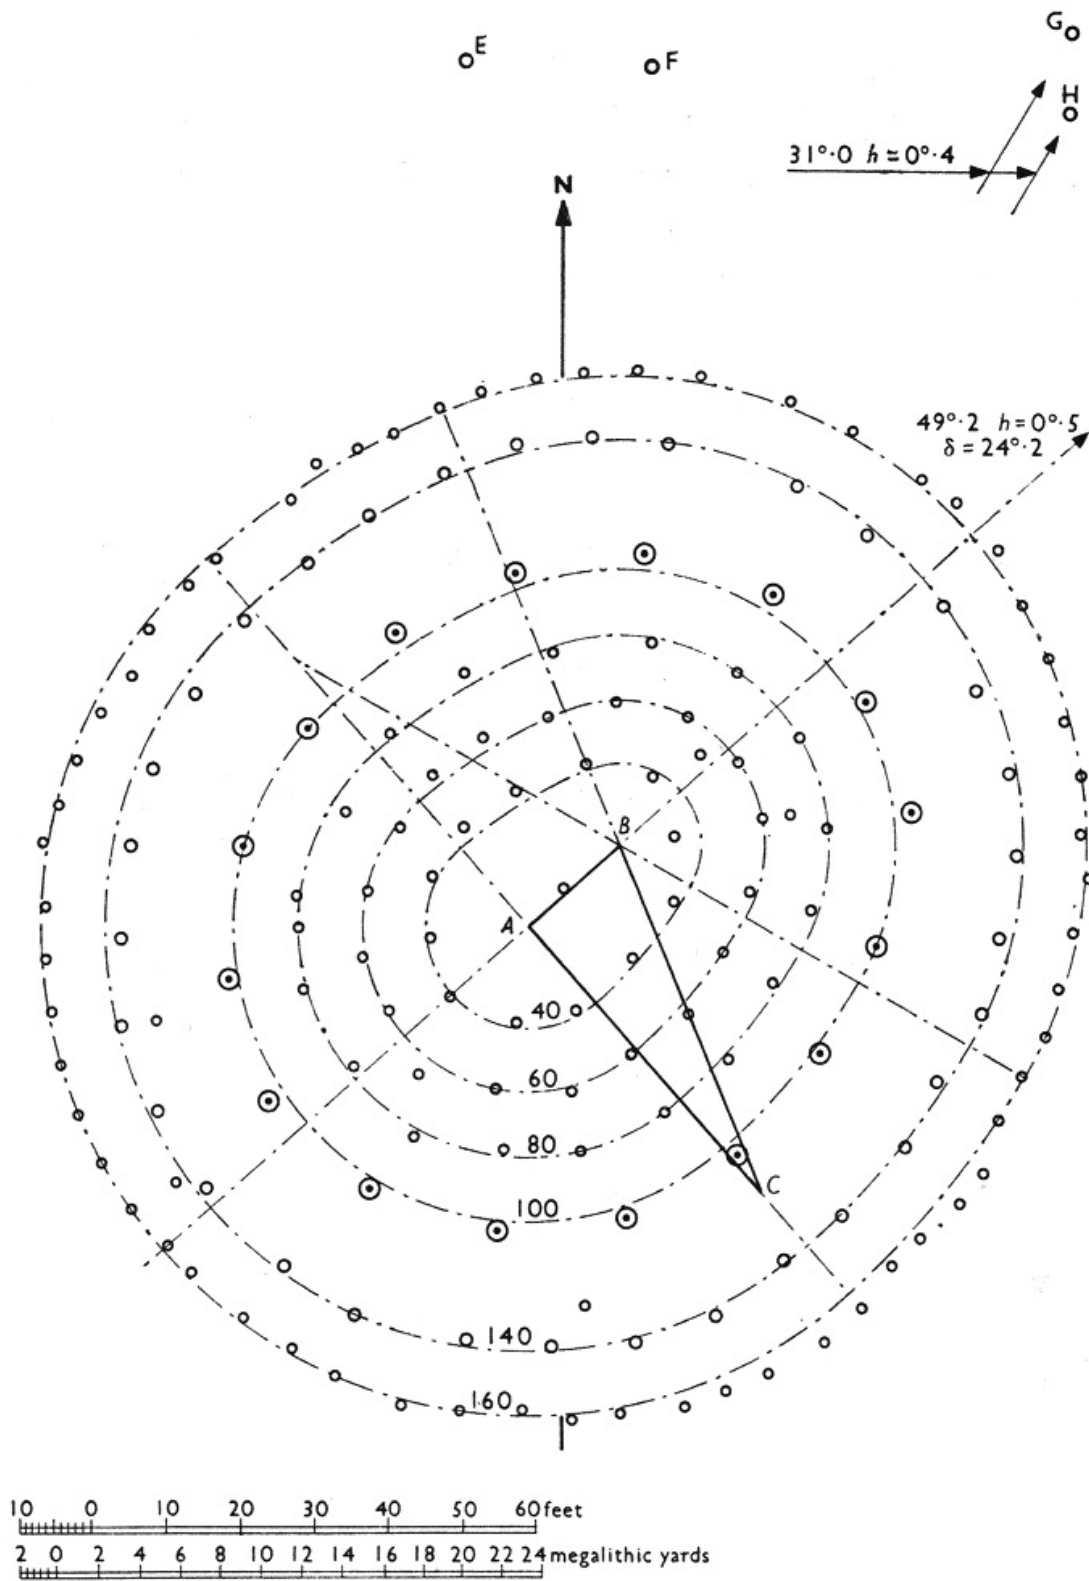 G
E
F
H
31°·0 h=0°·4
N
49°·2 h=0°·5
δ=24°·2
B
A
40
60
80
C
100
140
160
10 0 10 20 30 40 50 60 feet
2 0 2 4 6 8 10 12 14 16 18 20 22 24 megalithic yards